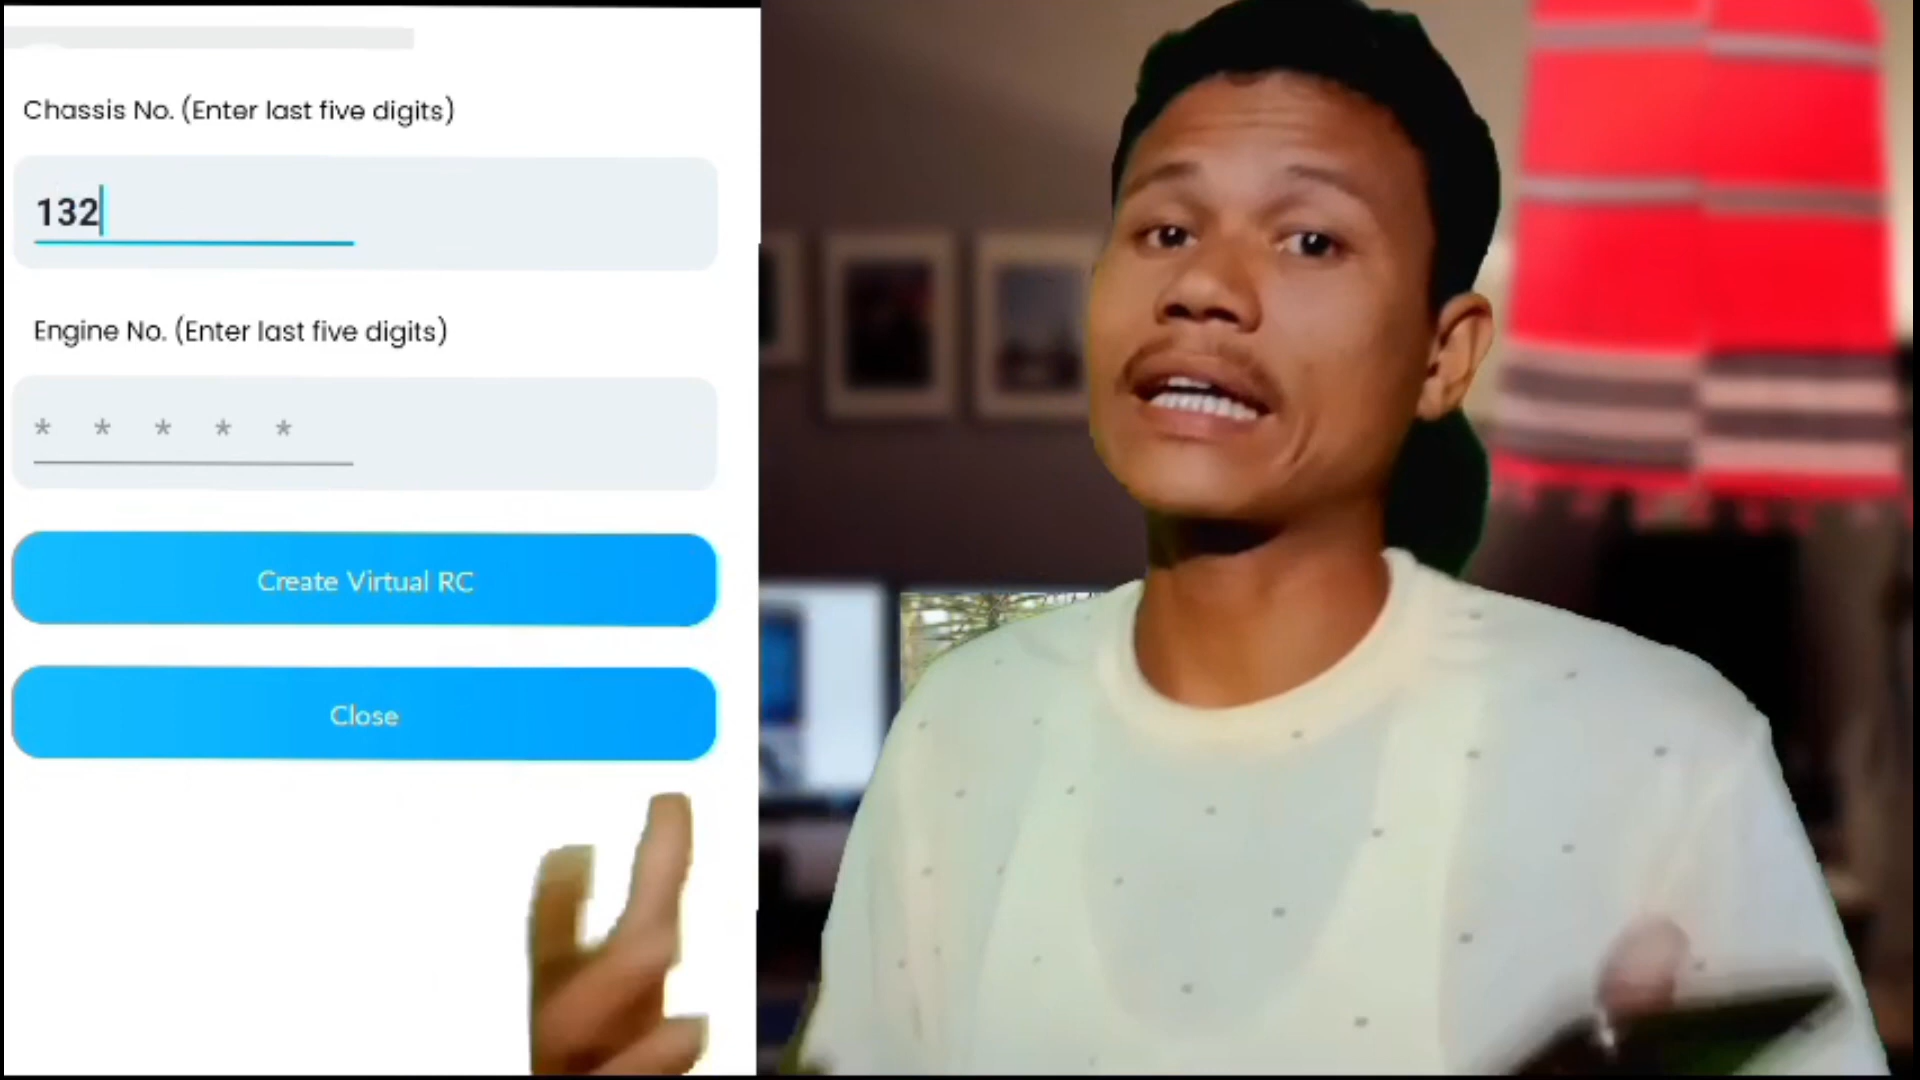 Chassis No. (Enter last five digits)
132
Engine No. (Enter last five digits)
* * * * *
Create Virtual RC
Close